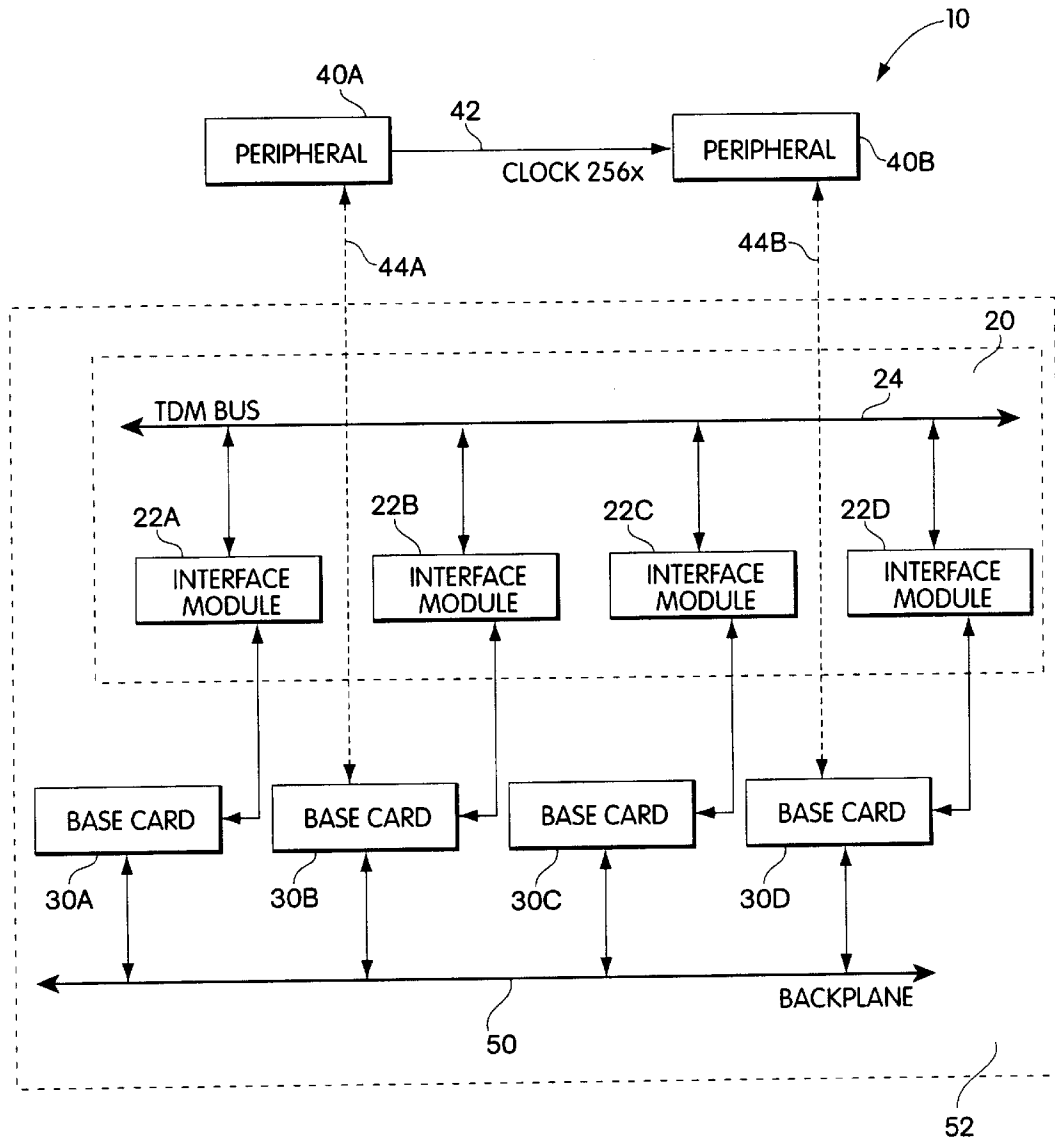 10
40A
42
PERIPHERAL
PERIPHERAL
40B
CLOCK 256x
44A
44B
20
TDM BUS
24
22A
22B
22C
22D
INTERFACE
MODULE
INTERFACE
MODULE
INTERFACE
MODULE
INTERFACE
MODULE
BASE CARD
BASE CARD
BASE CARD
BASE CARD
30A
30B
30C
30D
BACKPLANE
50
52